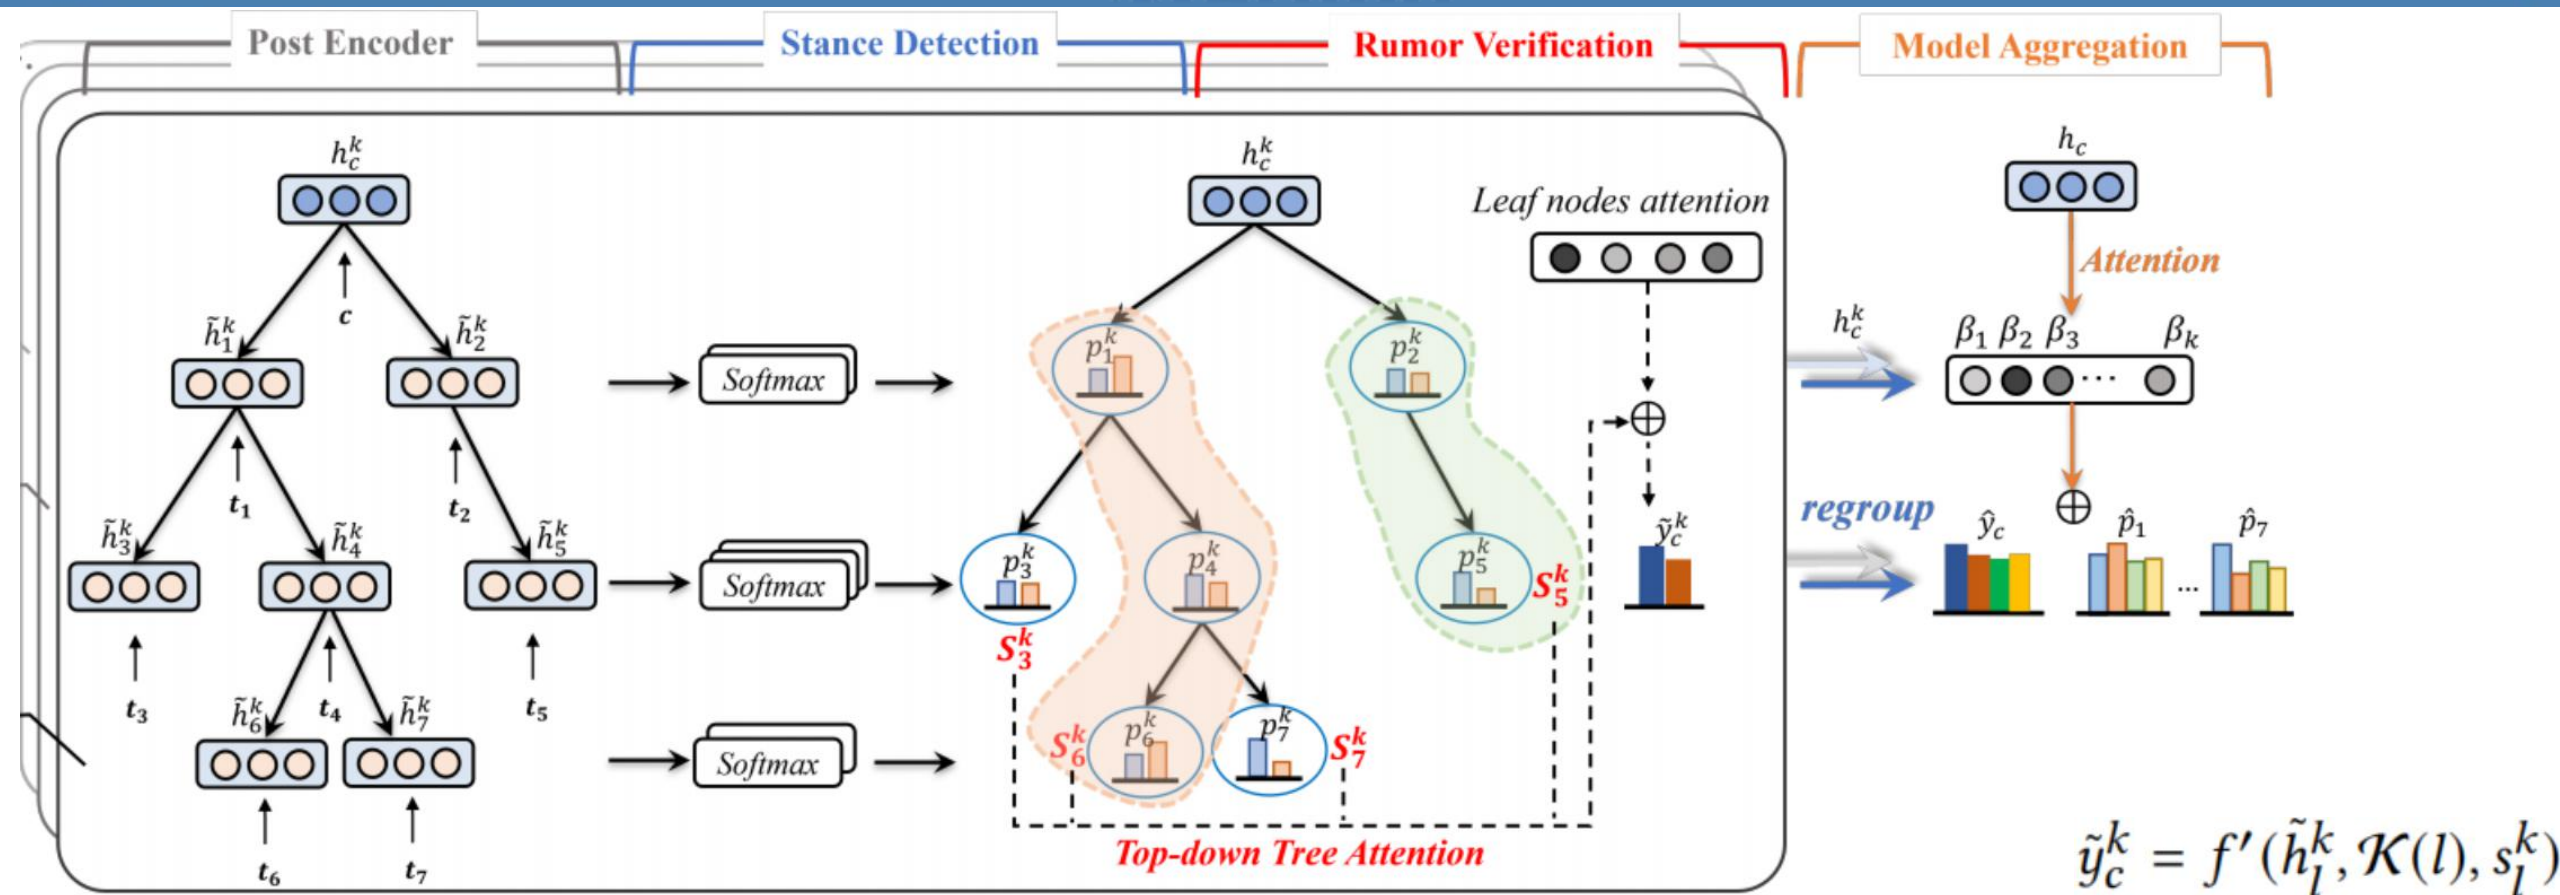 Post Encoder
Stance Detection
Rumor Verification
Model Aggregation
h_c^k
c
h̃_1^k
h̃_2^k
t_1
t_2
h̃_3^k
h̃_4^k
h̃_5^k
t_3
t_4
t_5
h̃_6^k
h̃_7^k
t_6
t_7
Softmax
Softmax
Softmax
h_c^k
p_1^k
p_2^k
p_3^k
p_4^k
p_5^k
S_3^k
S_5^k
p_6^k
p_7^k
S_6^k
S_7^k
Top-down Tree Attention
Leaf nodes attention
ỹ_c^k
h_c^k
regroup
h_c
Attention
β_1 β_2 β_3 β_k
...
ŷ_c p̂_1 p̂_7
...
ỹ_c^k = f′(h̃_l^k, 𝒦(l), s_l^k)